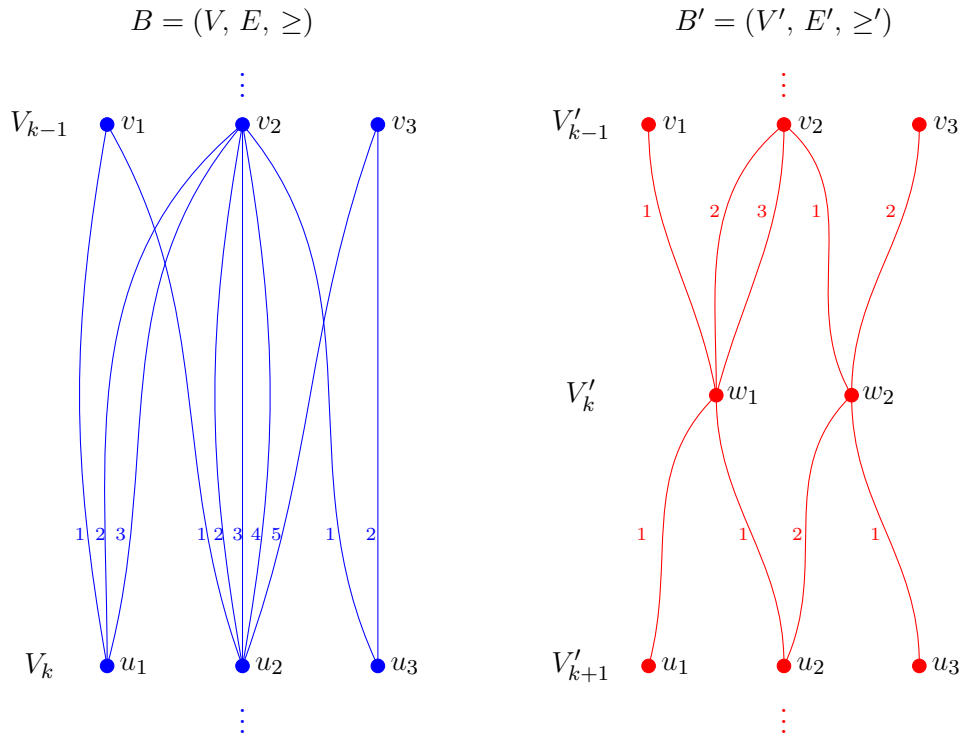 B = (V, E, ≥)
B′ = (V′, E′, ≥′)
⋮
⋮
V_{k−1} v_1 v_2 v_3
V′_{k−1} v_1 v_2 v_3
1 2 3 1 2
V′_k w_1 w_2
1 2 3 1 2 3 4 5 1 2
1 1 2 1
V_k u_1 u_2 u_3
V′_{k+1} u_1 u_2 u_3
⋮
⋮